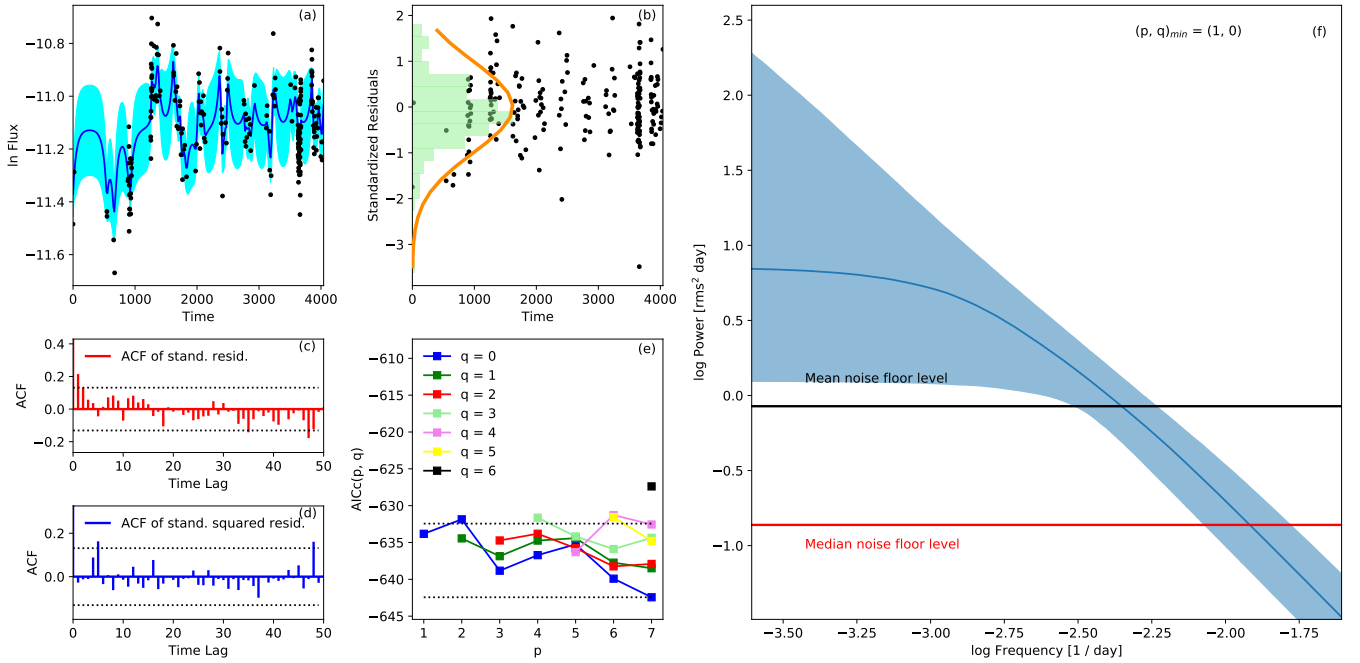 (a)
−10.8
−11.0
−11.2
−11.4
−11.6
ln Flux
0 1000 2000 3000 4000
Time
(b)
2
1
0
−1
−2
−3
Standardized Residuals
0 1000 2000 3000 4000
Time
(c)
ACF of stand. resid.
0.4
0.2
0.0
−0.2
ACF
0 10 20 30 40 50
Time Lag
(d)
ACF of stand. squared resid.
0.2
0.0
ACF
0 10 20 30 40 50
Time Lag
(e)
q = 0
q = 1
q = 2
q = 3
q = 4
q = 5
q = 6
−610
−615
−620
−625
−630
−635
−640
−645
AICc(p, q)
1 2 3 4 5 6 7
p
(p, q)min = (1, 0)
(f)
2.5
2.0
1.5
1.0
0.5
0.0
−0.5
−1.0
log Power [rms² day]
Mean noise floor level
Median noise floor level
−3.50 −3.25 −3.00 −2.75 −2.50 −2.25 −2.00 −1.75
log Frequency [1 / day]